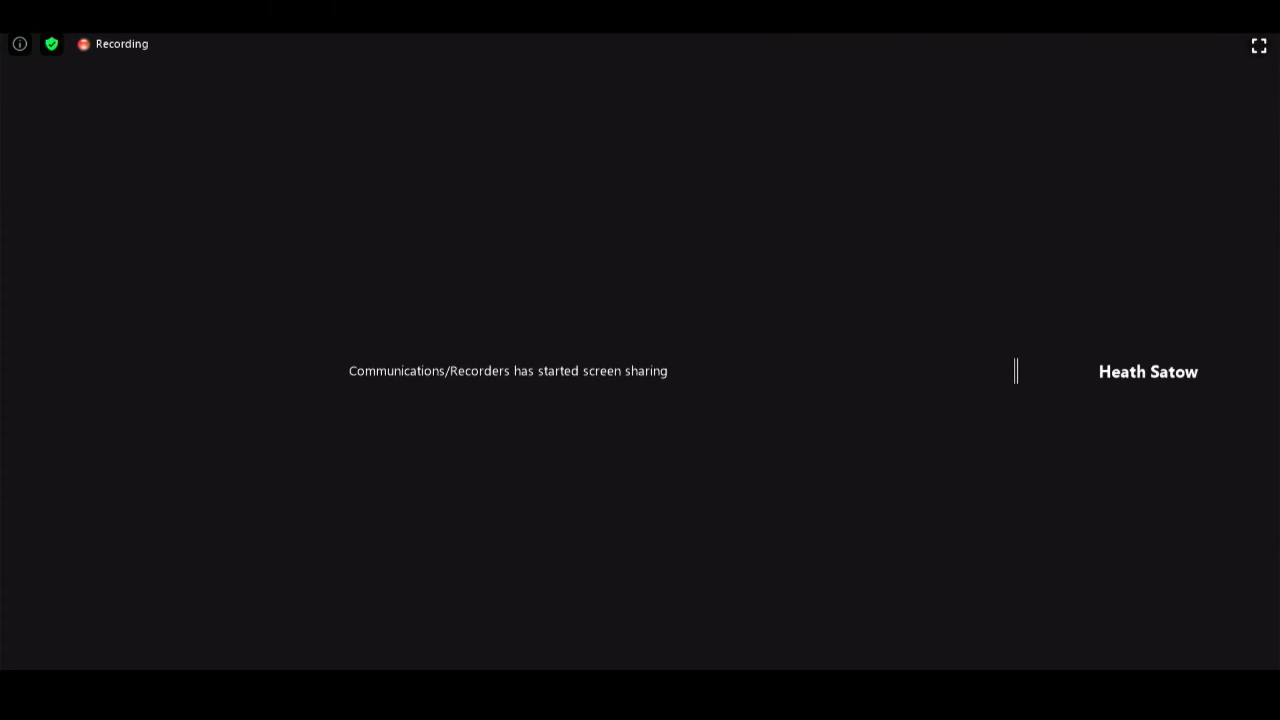 Recording
Communications/Recorders has started screen sharing
Heath Satow